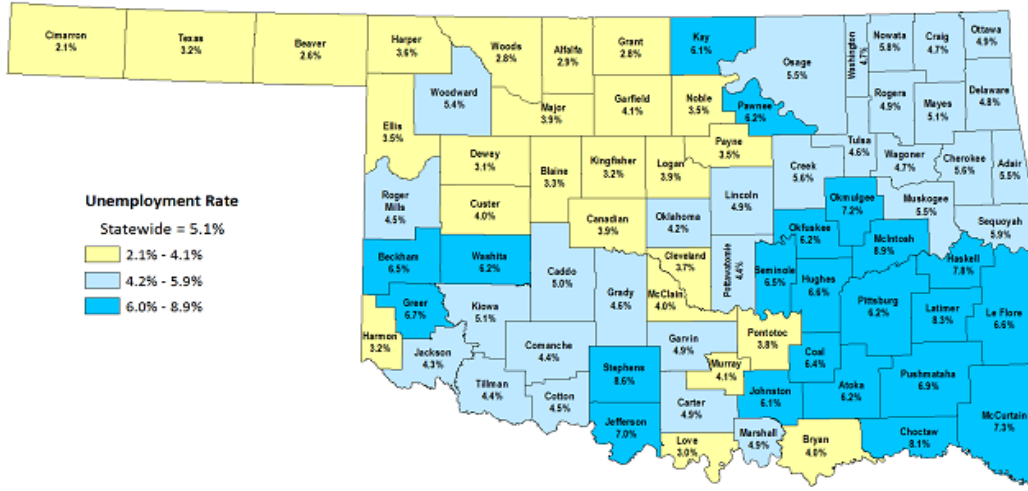 Cimarron
2.1%
Texas
3.2%
Beaver
2.6%
Harper
3.6%
Woods
2.8%
Alfalfa
2.9%
Grant
2.8%
Kay
6.1%
Osage
5.5%
Washington
4.7%
Nowata
5.8%
Craig
4.7%
Ottawa
4.9%
Woodward
5.4%
Major
3.9%
Garfield
4.1%
Noble
3.5%
Pawnee
6.2%
Rogers
4.9%
Mayes
5.1%
Delaware
4.8%
Ellis
3.5%
Dewey
3.1%
Blaine
3.3%
Kingfisher
3.2%
Logan
3.9%
Payne
3.5%
Creek
5.6%
Tulsa
4.6%
Wagoner
4.7%
Cherokee
5.6%
Adair
5.5%
Roger
Mills
4.5%
Custer
4.0%
Canadian
3.9%
Oklahoma
4.2%
Lincoln
4.9%
Okmulgee
7.2%
Muskogee
5.5%
Sequoyah
5.9%
Unemployment Rate
Statewide = 5.1%
2.1% - 4.1%
4.2% - 5.9%
6.0% - 8.9%
Beckham
6.5%
Washita
6.2%
Caddo
5.0%
Grady
4.6%
Cleveland
3.7%
McClain
4.0%
Pottawatomie
4.4%
Seminole
6.5%
Okfuskee
6.2%
McIntosh
8.9%
Haskell
7.8%
Hughes
6.6%
Pittsburg
6.2%
Latimer
8.3%
Le Flore
6.6%
Greer
6.7%
Kiowa
5.1%
Harmon
3.2%
Jackson
4.3%
Comanche
4.4%
Tillman
4.4%
Cotton
4.5%
Stephens
8.6%
Garvin
4.9%
Murray
4.1%
Pontotoc
3.8%
Coal
6.4%
Johnston
6.1%
Atoka
6.2%
Pushmataha
6.9%
McCurtain
7.3%
Jefferson
7.0%
Carter
4.9%
Love
3.0%
Marshall
4.9%
Bryan
4.0%
Choctaw
8.1%